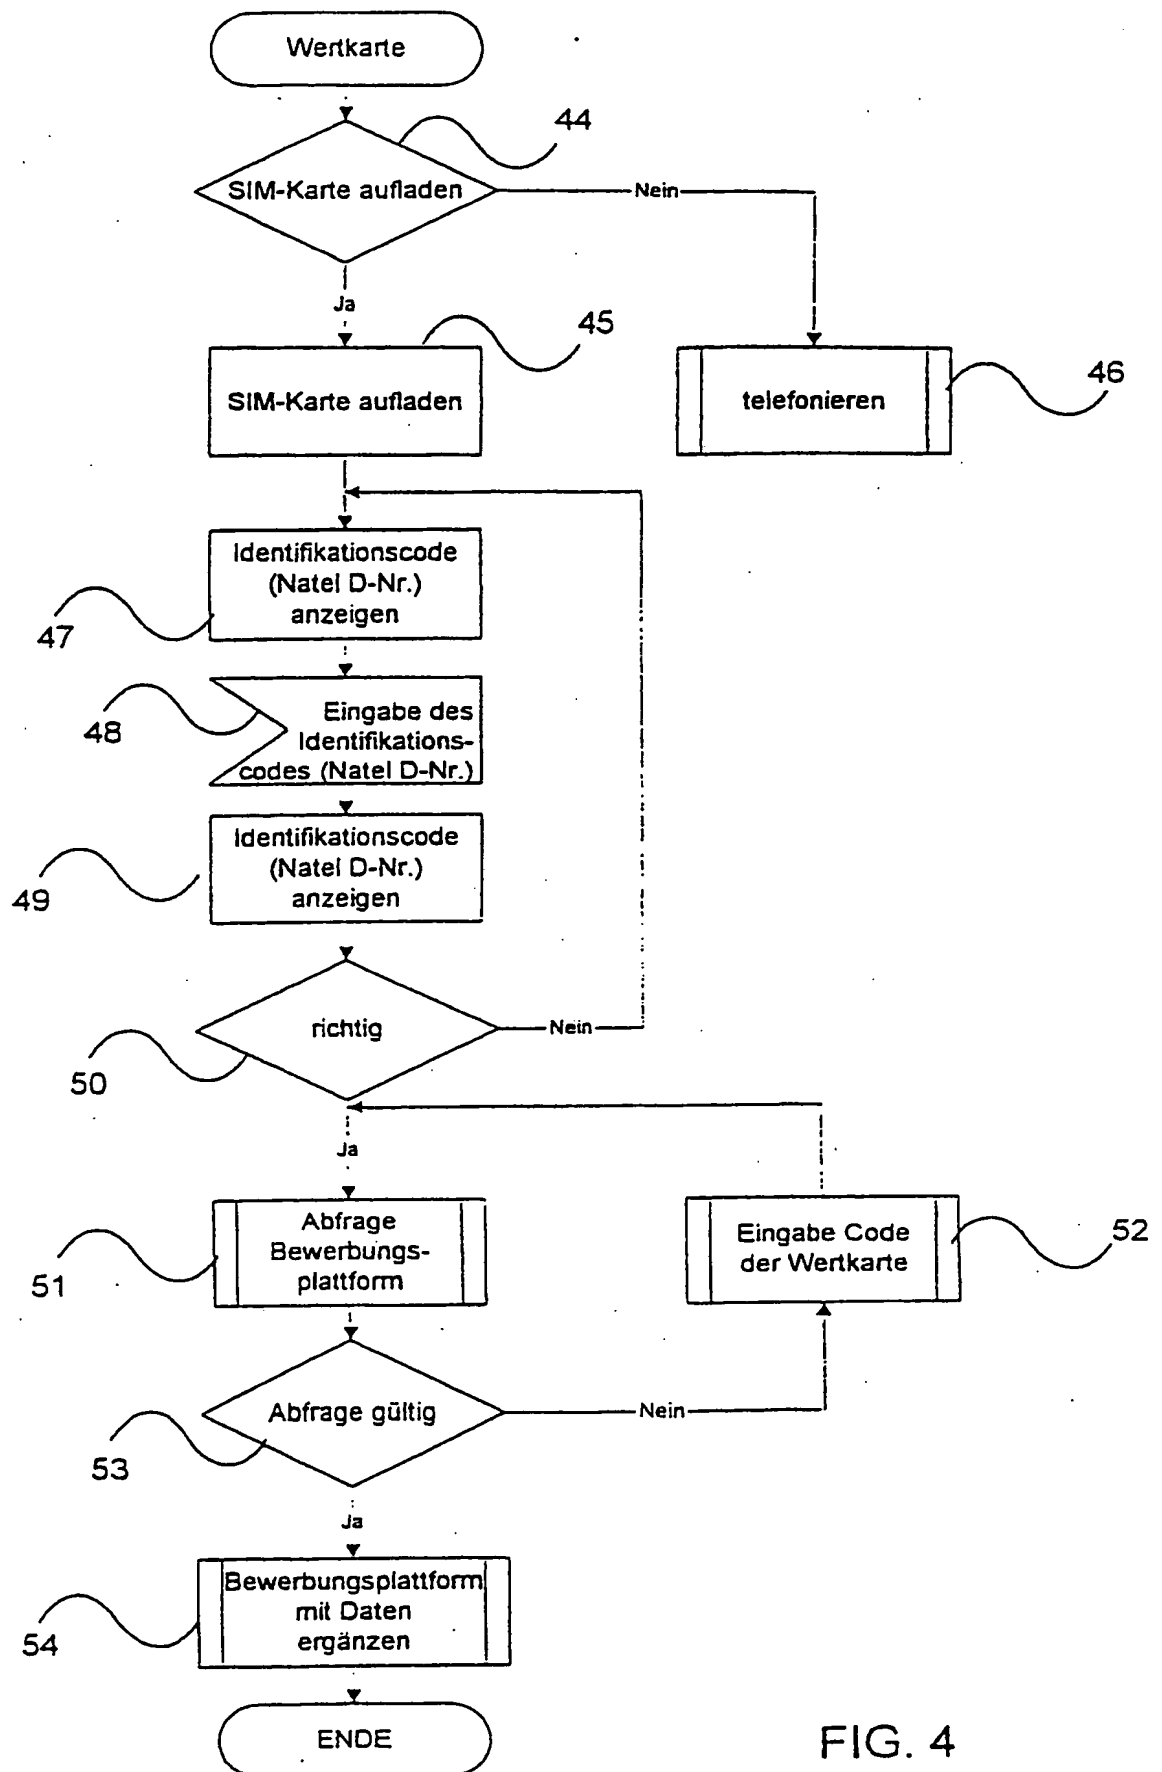 Wertkarte
44
SIM-Karte aufladen
Nein
Ja
45
SIM-Karte aufladen
telefonieren
46
Identifikationscode
(Natel D-Nr.)
anzeigen
47
Eingabe des
Identifikations-
codes (Natel D-Nr.)
48
Identifikationscode
(Natel D-Nr.)
anzeigen
49
richtig
Nein
50
Ja
Abfrage
Bewerbungs-
plattform
51
Eingabe Code
der Wertkarte
52
Abfrage gültig
Nein
53
Ja
Bewerbungsplattform
mit Daten
ergänzen
54
ENDE
FIG. 4